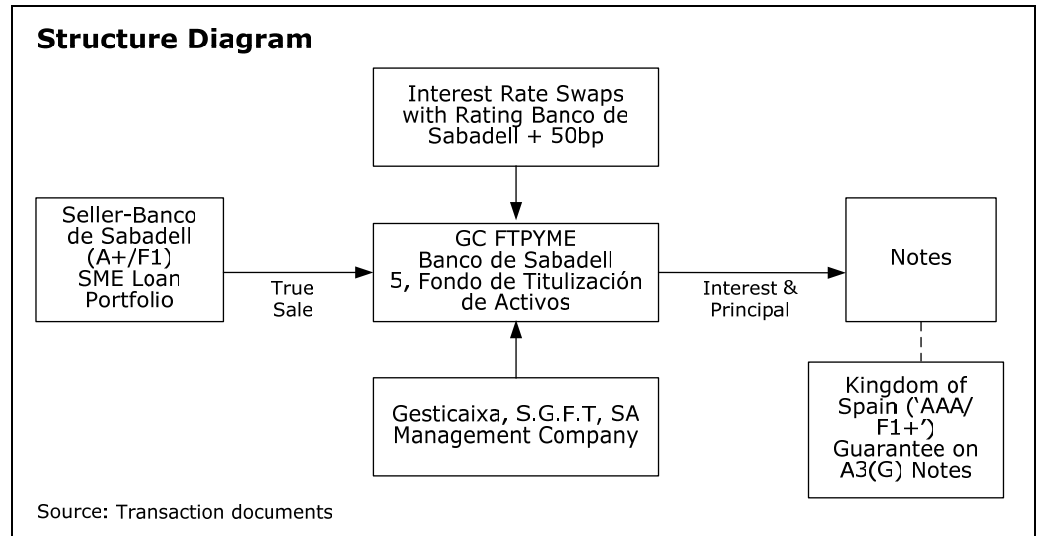 Structure Diagram
Interest Rate Swaps
with Rating Banco de
Sabadell + 50bp
Seller-Banco
de Sabadell
(A+/F1)
SME Loan
Portfolio
True
Sale
GC FTPYME
Banco de Sabadell
5, Fondo de Titulización
de Activos
Interest &
Principal
Notes
Gesticaixa, S.G.F.T, SA
Management Company
Kingdom of
Spain (‘AAA/
F1+’)
Guarantee on
A3(G) Notes
Source: Transaction documents